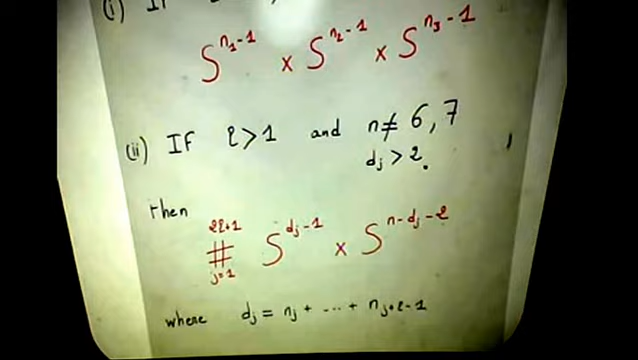 (i) If
S^{n_1-1} × S^{n_2-1} × S^{n_3-1}
(ii) IF ℓ>1 and n≠6,7
d_j > 2.
then
#_{j=1}^{2ℓ+1} S^{d_j-1} × S^{n-d_j-2}
where d_j = n_j + ... + n_{j+ℓ-1}